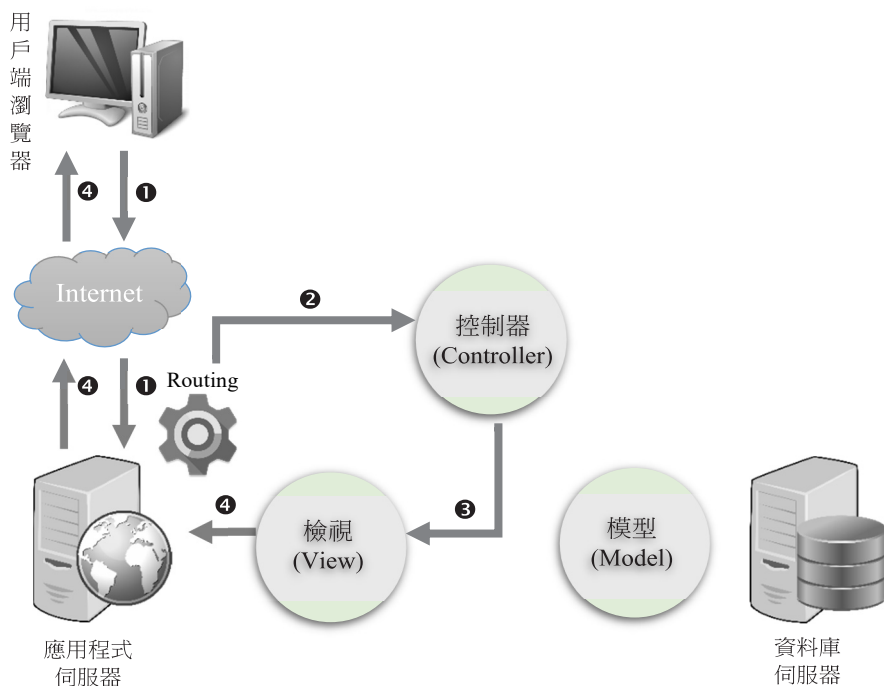 用戶端瀏覽器
❹
❶
Internet
❷
控制器
(Controller)
❹
❶
Routing
❹
檢視
(View)
❸
模型
(Model)
應用程式
伺服器
資料庫
伺服器